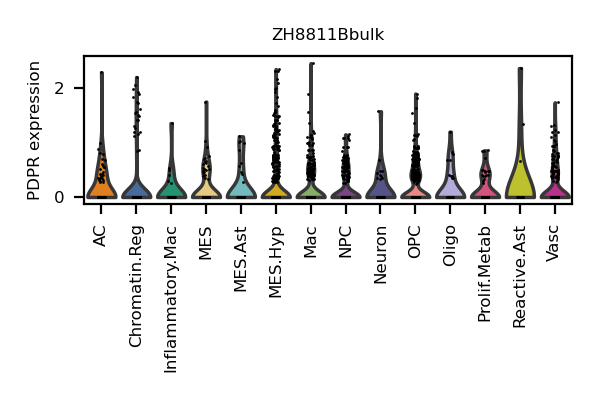 ZH8811Bbulk
PDPR expression
2
0
AC
Chromatin.Reg
Inflammatory.Mac
MES
MES.Ast
MES.Hyp
Mac
NPC
Neuron
OPC
Oligo
Prolif.Metab
Reactive.Ast
Vasc